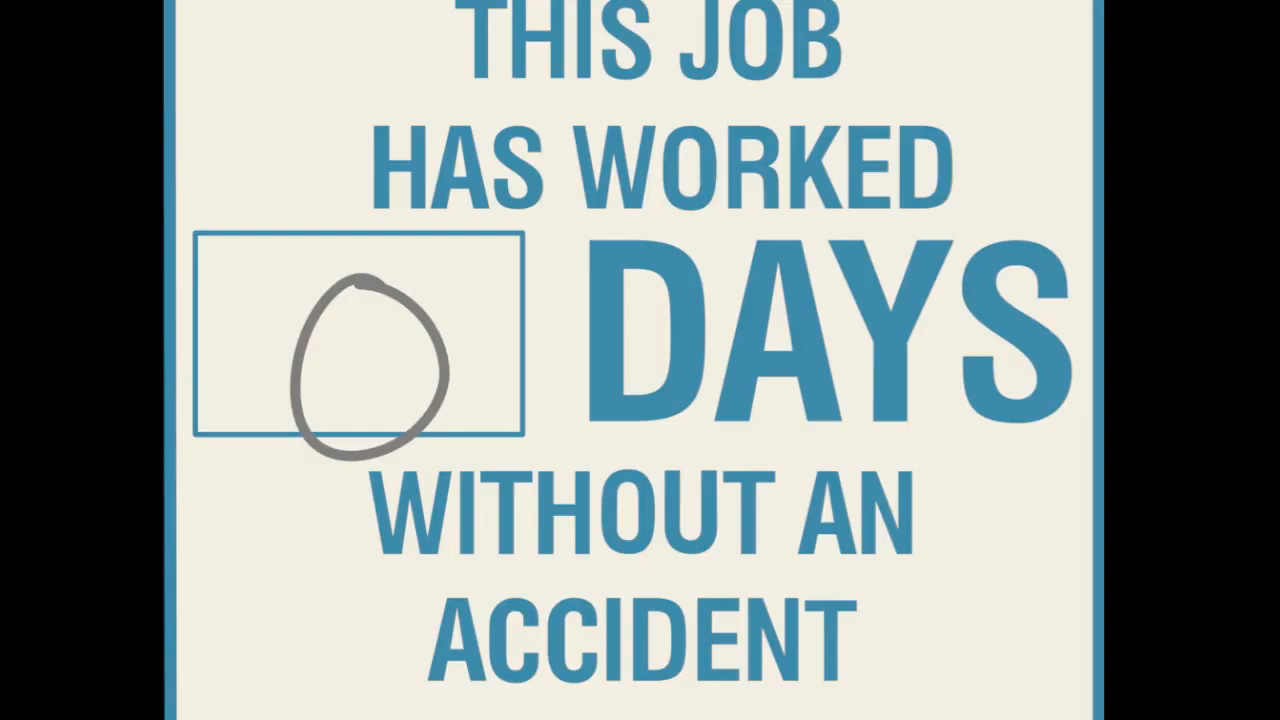 THIS JOB
HAS WORKED
0 DAYS
WITHOUT AN
ACCIDENT